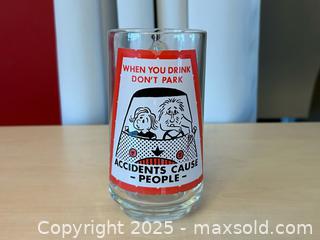 WHEN YOU DRINK
DON'T PARK
ACCIDENTS CAUSE
- PEOPLE -
Copyright © 2025 - maxsold.com